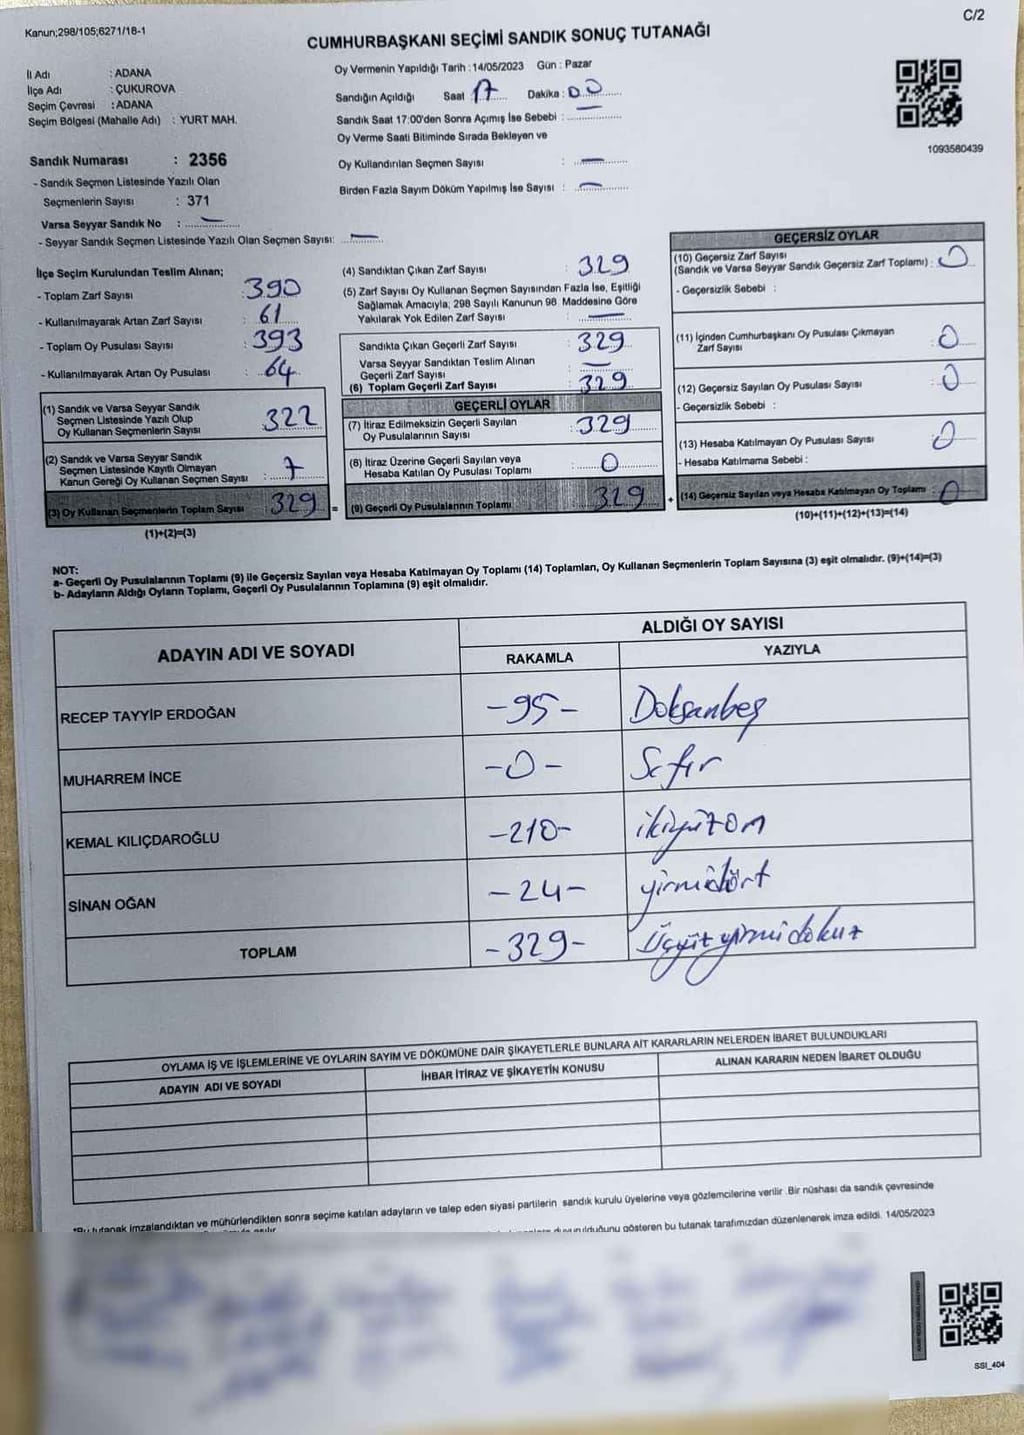 Kanun;298/105;6271/18-1
C/2
CUMHURBAŞKANI SEÇİMİ SANDIK SONUÇ TUTANAĞI
İl Adı : ADANA
İlçe Adı : ÇUKUROVA
Seçim Çevresi : ADANA
Seçim Bölgesi (Mahalle Adı) : YURT MAH.
Sandık Numarası : 2356
- Sandık Seçmen Listesinde Yazılı Olan
Seçmenlerin Sayısı : 371
Varsa Seyyar Sandık No : —
- Seyyar Sandık Seçmen Listesinde Yazılı Olan Seçmen Sayısı: —
Oy Vermenin Yapıldığı Tarih : 14/05/2023 Gün : Pazar
Sandığın Açıldığı Saat : 17 Dakika : 00
Sandık Saat 17:00'den Sonra Açımış İse Sebebi : —
Oy Verme Saati Bitiminde Sırada Bekleyen ve
Oy Kullandırılan Seçmen Sayısı : —
Birden Fazla Sayım Döküm Yapılmış İse Sayısı : —
1093580439
İlçe Seçim Kurulundan Teslim Alınan;
- Toplam Zarf Sayısı : 390
- Kullanılmayarak Artan Zarf Sayısı : 61
- Toplam Oy Pusulası Sayısı : 393
- Kullanılmayarak Artan Oy Pusulası : 64
(1) Sandık ve Varsa Seyyar Sandık
Seçmen Listesinde Yazılı Olup
Oy Kullanan Seçmenlerin Sayısı : 322
(2) Sandık ve Varsa Seyyar Sandık
Seçmen Listesinde Kayıtlı Olmayan
Kanun Gereği Oy Kullanan Seçmen Sayısı : 7
(3) Oy Kullanan Seçmenlerin Toplam Sayısı 329 =
(1)+(2)=(3)
(4) Sandıktan Çıkan Zarf Sayısı : 329
(5) Zarf Sayısı Oy Kullanan Seçmen Sayısından Fazla İse, Eşitliği
Sağlamak Amacıyla; 298 Sayılı Kanunun 98. Maddesine Göre
Yakılarak Yok Edilen Zarf Sayısı : —
Sandıkta Çıkan Geçerli Zarf Sayısı : 329
Varsa Seyyar Sandıktan Teslim Alınan
Geçerli Zarf Sayısı : —
(6) Toplam Geçerli Zarf Sayısı : 329
GEÇERLİ OYLAR
(7) İtiraz Edilmeksizin Geçerli Sayılan
Oy Pusulalarının Sayısı : 329
(8) İtiraz Üzerine Geçerli Sayılan veya
Hesaba Katılan Oy Pusulası Toplamı : 0
(9) Geçerli Oy Pusulalarının Toplamı : 329 +
GEÇERSİZ OYLAR
(10) Geçersiz Zarf Sayısı
(Sandık ve Varsa Seyyar Sandık Geçersiz Zarf Toplamı) : 0
- Geçersizlik Sebebi :
(11) İçinden Cumhurbaşkanı Oy Pusulası Çıkmayan
Zarf Sayısı : 0
(12) Geçersiz Sayılan Oy Pusulası Sayısı : 0
- Geçersizlik Sebebi :
(13) Hesaba Katılmayan Oy Pusulası Sayısı : 0
- Hesaba Katılmama Sebebi :
(14) Geçersiz Sayılan veya Hesaba Katılmayan Oy Toplamı : 0
(10)+(11)+(12)+(13)=(14)
NOT:
a- Geçerli Oy Pusulalarının Toplamı (9) ile Geçersiz Sayılan veya Hesaba Katılmayan Oy Toplamı (14) Toplamları, Oy Kullanan Seçmenlerin Toplam Sayısına (3) eşit olmalıdır. (9)+(14)=(3)
b- Adayların Aldığı Oyların Toplamı, Geçerli Oy Pusulalarının Toplamına (9) eşit olmalıdır.
ADAYIN ADI VE SOYADI ALDIĞI OY SAYISI
RAKAMLA YAZIYLA
RECEP TAYYİP ERDOĞAN -95- Doksanbeş
MUHARREM İNCE -0- Sıfır
KEMAL KILIÇDAROĞLU -210- ikiyüzon
SİNAN OĞAN -24- yirmidört
TOPLAM -329- Üçyüzyirmidokuz
OYLAMA İŞ VE İŞLEMLERİNE VE OYLARIN SAYIM VE DÖKÜMÜNE DAİR ŞİKAYETLERLE BUNLARA AİT KARARLARIN NELERDEN İBARET BULUNDUKLARI
ADAYIN ADI VE SOYADI İHBAR İTİRAZ VE ŞİKAYETİN KONUSU ALINAN KARARIN NEDEN İBARET OLDUĞU
*Bu tutanak imzalandıktan ve mühürlendikten sonra seçime katılan adayların ve talep eden siyasi partilerin sandık kurulu üyelerine veya gözlemcilerine verilir .Bir nüshası da sandık çevresinde
duyurulduğunu gösteren bu tutanak tarafımızdan düzenlenerek imza edildi. 14/05/2023
SSI_404